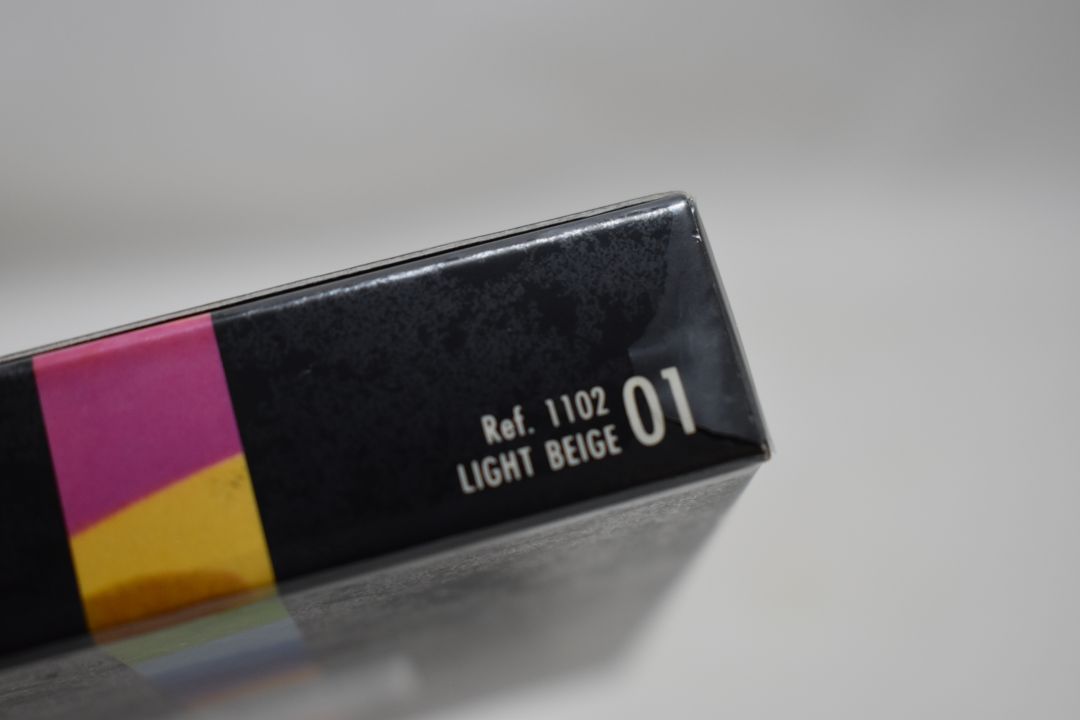 Ref. 1102
LIGHT BEIGE 01